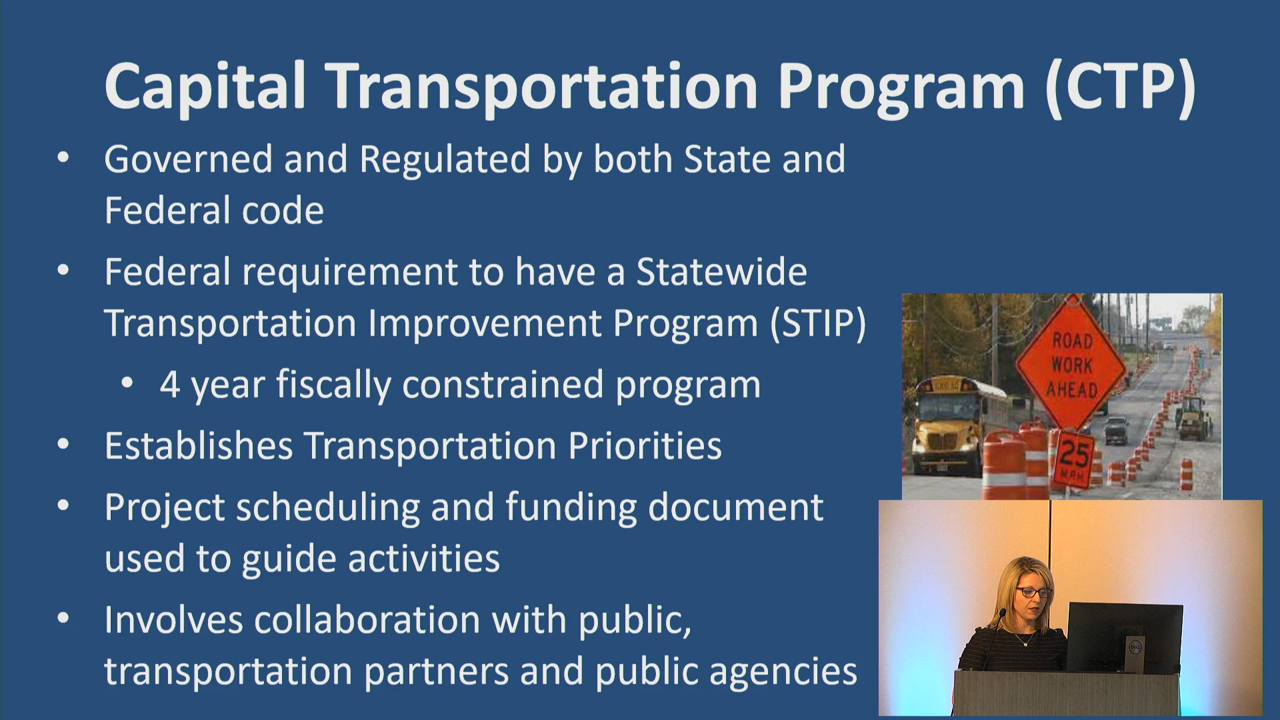 Capital Transportation Program (CTP)
• Governed and Regulated by both State and
Federal code
• Federal requirement to have a Statewide
Transportation Improvement Program (STIP)
• 4 year fiscally constrained program
• Establishes Transportation Priorities
• Project scheduling and funding document
used to guide activities
• Involves collaboration with public,
transportation partners and public agencies
ROAD
WORK
AHEAD
25
M.P.H.